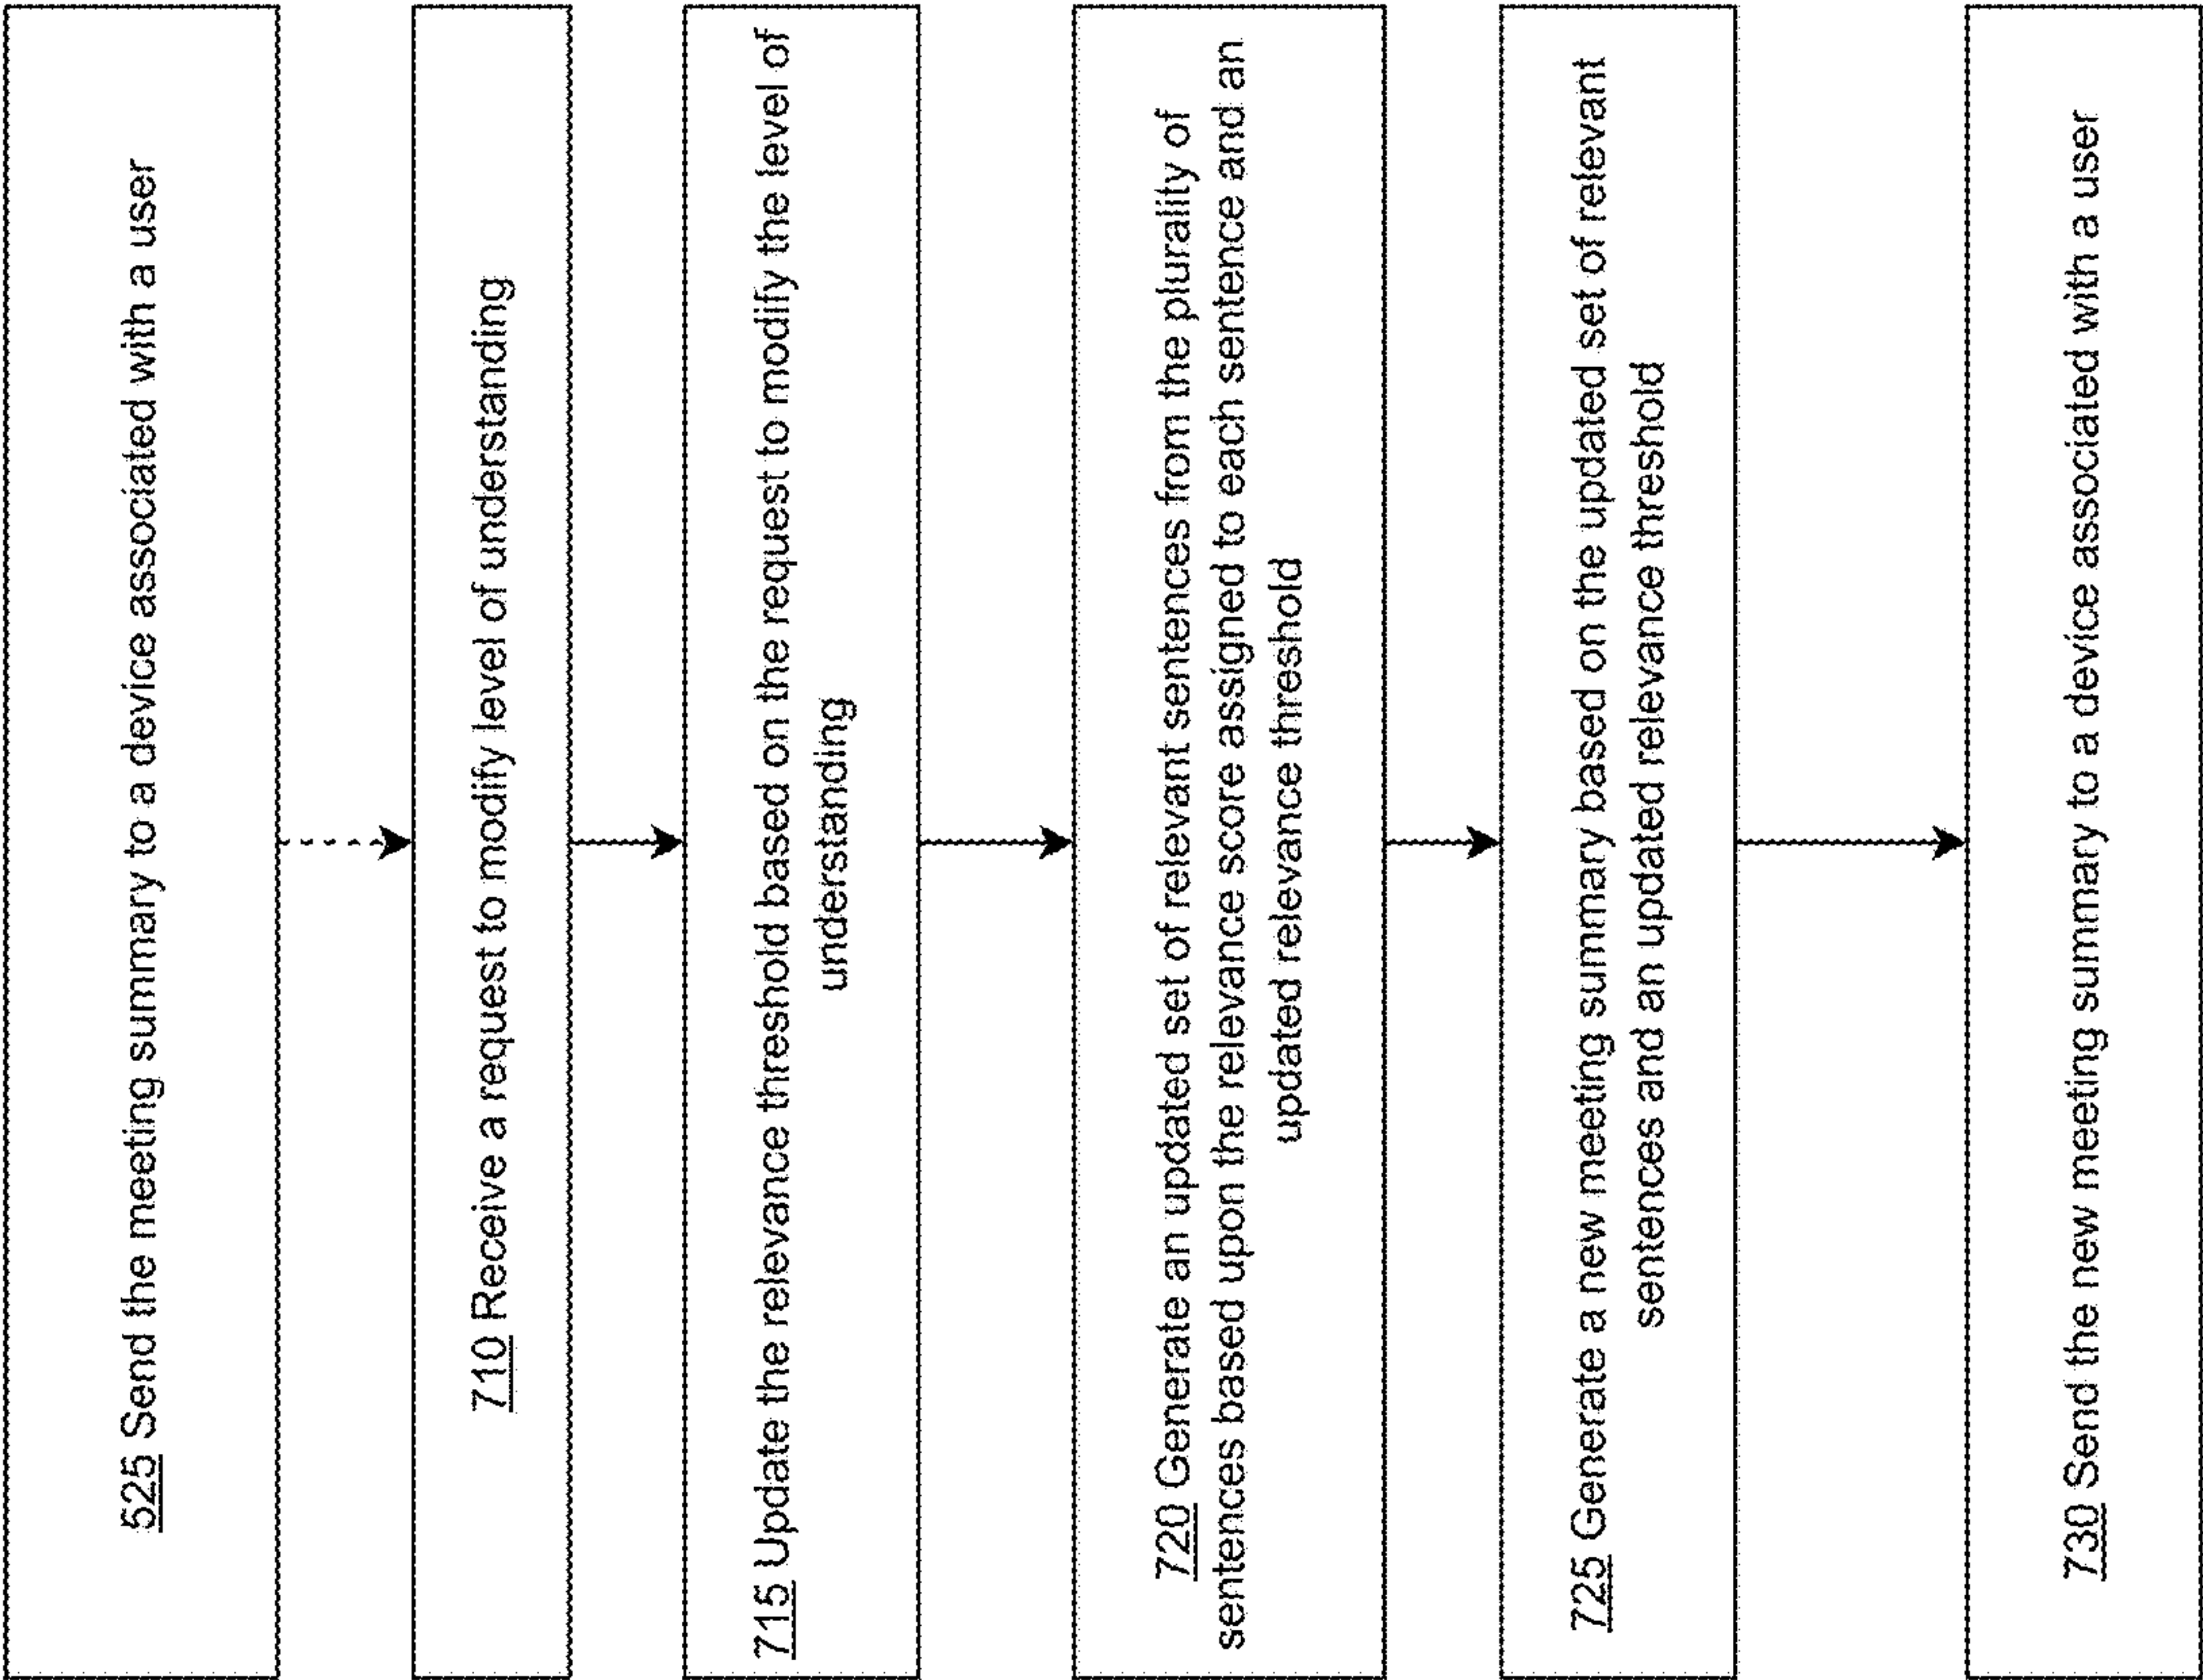 525 Send the meeting summary to a device associated with a user
710 Receive a request to modify level of understanding
715 Update the relevance threshold based on the request to modify the level of
understanding
720 Generate an updated set of relevant sentences from the plurality of
sentences based upon the relevance score assigned to each sentence and an
updated relevance threshold
725 Generate a new meeting summary based on the updated set of relevant
sentences and an updated relevance threshold
730 Send the new meeting summary to a device associated with a user